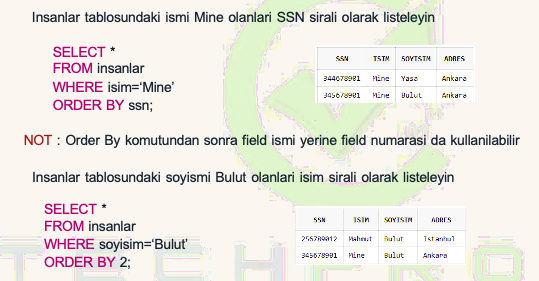 Insanlar tablosundaki ismi Mine olanlari SSN sirali olarak listeleyin
SELECT *
FROM insanlar
WHERE isim=‘Mine’
ORDER BY ssn;
SSN ISIM SOYISIM ADRES
344678901 Mine Yasa Ankara
345678901 Mine Bulut Ankara
NOT : Order By komutundan sonra field ismi yerine field numarasi da kullanilabilir
Insanlar tablosundaki soyismi Bulut olanlari isim sirali olarak listeleyin
SELECT *
FROM insanlar
WHERE soyisim=‘Bulut’
ORDER BY 2;
SSN ISIM SOYISIM ADRES
256789012 Mahmut Bulut Istanbul
345678901 Mine Bulut Ankara
TECHPRO